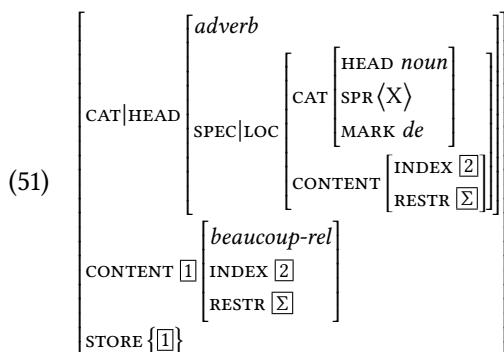 adverb
HEAD noun
CAT SPR ⟨X⟩
CAT|HEAD SPEC|LOC MARK de
CONTENT INDEX 2
(51) RESTR Σ
beaucoup-rel
CONTENT 1 INDEX 2
RESTR Σ
STORE {1}